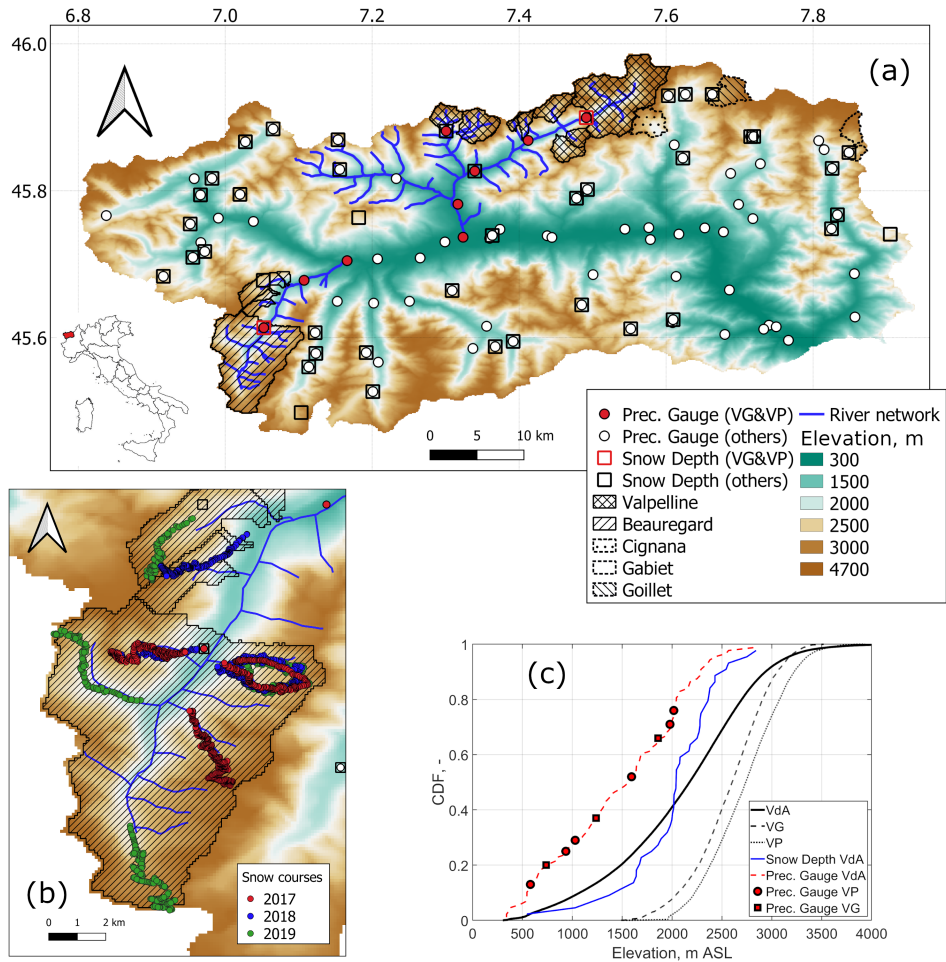 6.8 7.0 7.2 7.4 7.6 7.8
46.0
45.8
45.6
(a)
0 5 10 km
Prec. Gauge (VG&VP)
Prec. Gauge (others)
Snow Depth (VG&VP)
Snow Depth (others)
Valpelline
Beauregard
Cignana
Gabiet
Goillet
River network
Elevation, m
300
1500
2000
2500
3000
4700
(b)
0 1 2 km
Snow courses
2017
2018
2019
(c)
CDF, -
1
0.8
0.6
0.4
0.2
0
0 500 1000 1500 2000 2500 3000 3500 4000
Elevation, m ASL
VdA
VG
VP
Snow Depth VdA
Prec. Gauge VdA
Prec. Gauge VP
Prec. Gauge VG